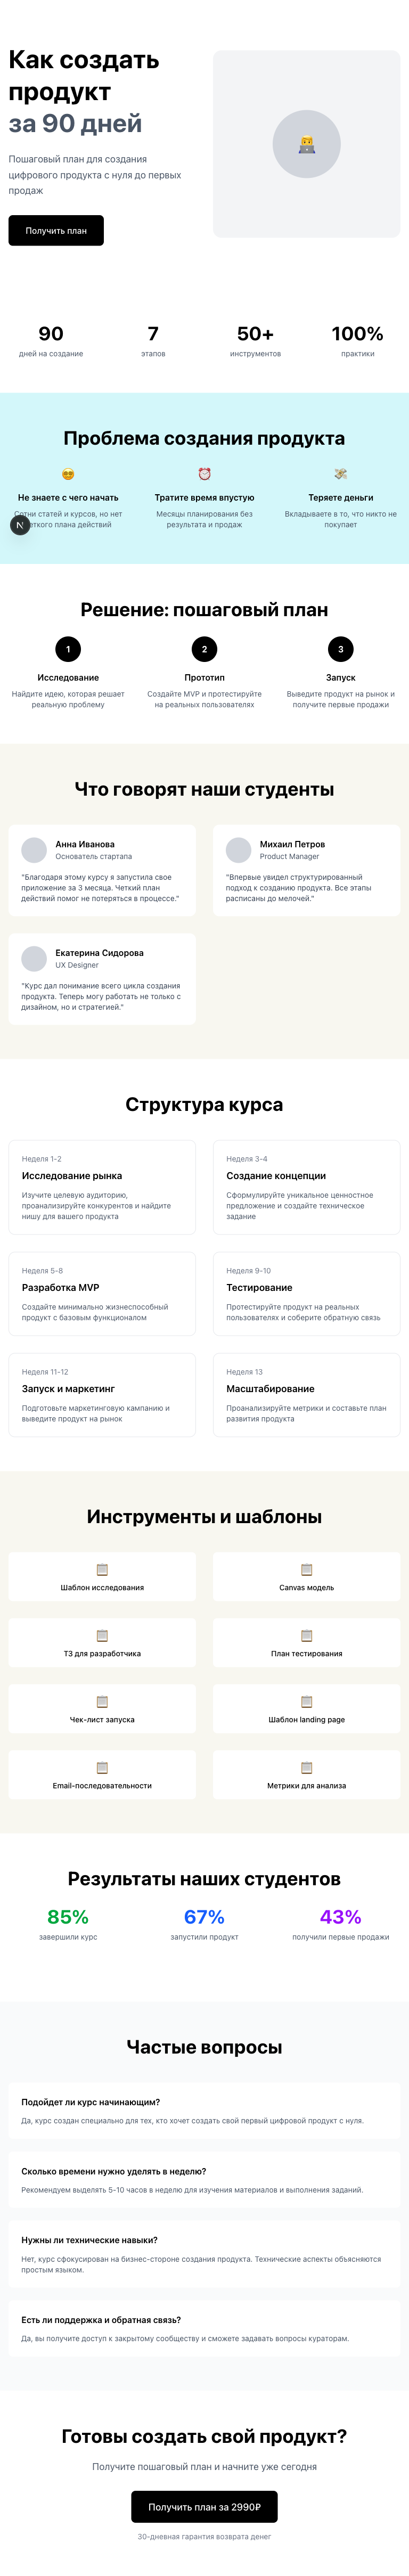 Как создать
продукт
за 90 дней
Пошаговый план для создания
цифрового продукта с нуля до первых
продаж
Получить план
90
дней на создание
7
этапов
50+
инструментов
100%
практики
Проблема создания продукта
Не знаете с чего начать
Сотни статей и курсов, но нет
четкого плана действий
Тратите время впустую
Месяцы планирования без
результата и продаж
Теряете деньги
Вкладываете в то, что никто не
покупает
N
Решение: пошаговый план
1
Исследование
Найдите идею, которая решает
реальную проблему
2
Прототип
Создайте MVP и протестируйте
на реальных пользователях
3
Запуск
Выведите продукт на рынок и
получите первые продажи
Что говорят наши студенты
Анна Иванова
Основатель стартапа
"Благодаря этому курсу я запустила свое
приложение за 3 месяца. Четкий план
действий помог не потеряться в процессе."
Михаил Петров
Product Manager
"Впервые увидел структурированный
подход к созданию продукта. Все этапы
расписаны до мелочей."
Екатерина Сидорова
UX Designer
"Курс дал понимание всего цикла создания
продукта. Теперь могу работать не только с
дизайном, но и стратегией."
Структура курса
Неделя 1-2
Исследование рынка
Изучите целевую аудиторию,
проанализируйте конкурентов и найдите
нишу для вашего продукта
Неделя 3-4
Создание концепции
Сформулируйте уникальное ценностное
предложение и создайте техническое
задание
Неделя 5-8
Разработка MVP
Создайте минимально жизнеспособный
продукт с базовым функционалом
Неделя 9-10
Тестирование
Протестируйте продукт на реальных
пользователях и соберите обратную связь
Неделя 11-12
Запуск и маркетинг
Подготовьте маркетинговую кампанию и
выведите продукт на рынок
Неделя 13
Масштабирование
Проанализируйте метрики и составьте план
развития продукта
Инструменты и шаблоны
Шаблон исследования
Canvas модель
ТЗ для разработчика
План тестирования
Чек-лист запуска
Шаблон landing page
Email-последовательности
Метрики для анализа
Результаты наших студентов
85%
завершили курс
67%
запустили продукт
43%
получили первые продажи
Частые вопросы
Подойдет ли курс начинающим?
Да, курс создан специально для тех, кто хочет создать свой первый цифровой продукт с нуля.
Сколько времени нужно уделять в неделю?
Рекомендуем выделять 5-10 часов в неделю для изучения материалов и выполнения заданий.
Нужны ли технические навыки?
Нет, курс сфокусирован на бизнес-стороне создания продукта. Технические аспекты объясняются
простым языком.
Есть ли поддержка и обратная связь?
Да, вы получите доступ к закрытому сообществу и сможете задавать вопросы кураторам.
Готовы создать свой продукт?
Получите пошаговый план и начните уже сегодня
Получить план за 2990₽
30-дневная гарантия возврата денег